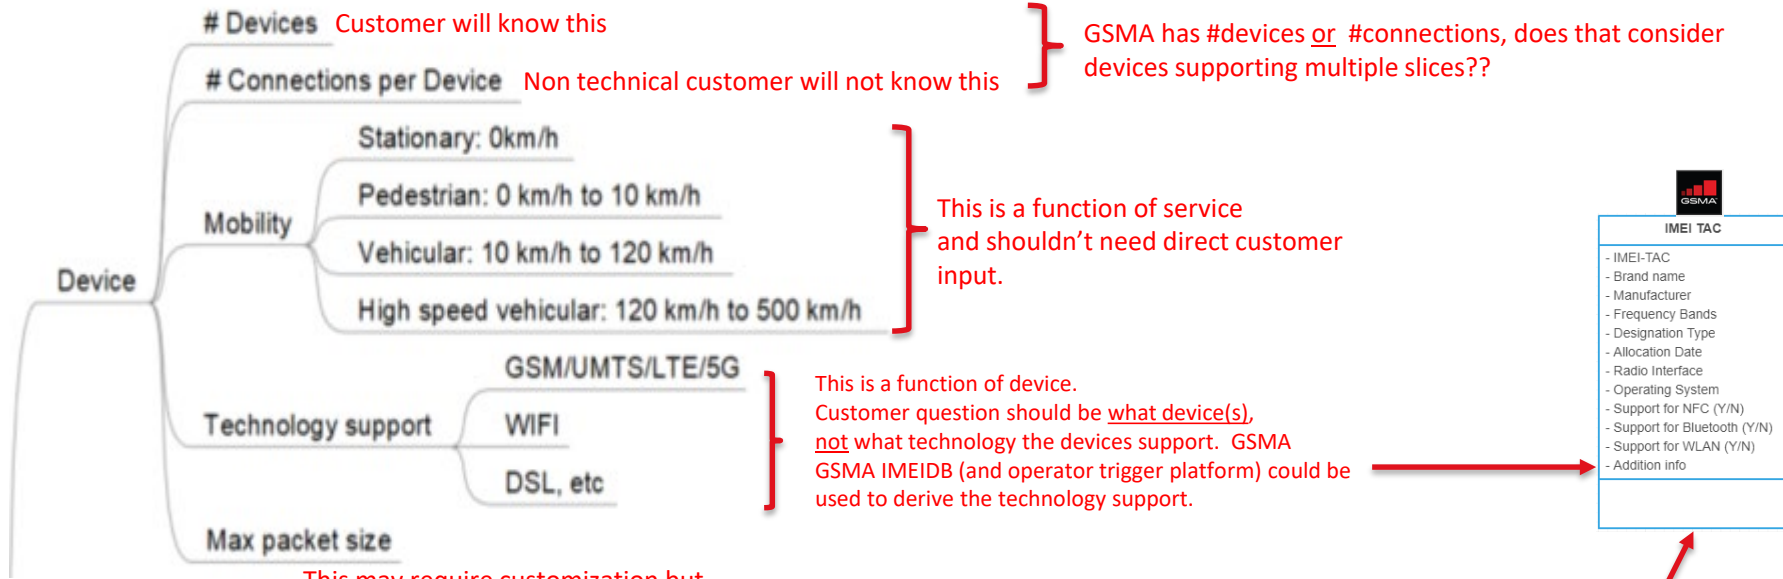 # Devices Customer will know this
GSMA has #devices or #connections, does that consider
devices supporting multiple slices??
# Connections per Device Non technical customer will not know this
Stationary: 0km/h
Pedestrian: 0 km/h to 10 km/h
Mobility
Vehicular: 10 km/h to 120 km/h
High speed vehicular: 120 km/h to 500 km/h
This is a function of service
and shouldn't need direct customer
input.
Device
GSM/UMTS/LTE/5G
Technology support
WIFI
DSL, etc
This is a function of device.
Customer question should be what device(s),
not what technology the devices support. GSMA
GSMA IMEIDB (and operator trigger platform) could be
used to derive the technology support.
Max packet size
This may require customization but
GSMA
IMEI TAC
- IMEI-TAC
- Brand name
- Manufacturer
- Frequency Bands
- Designation Type
- Allocation Date
- Radio Interface
- Operating System
- Support for NFC (Y/N)
- Support for Bluetooth (Y/N)
- Support for WLAN (Y/N)
- Addition info